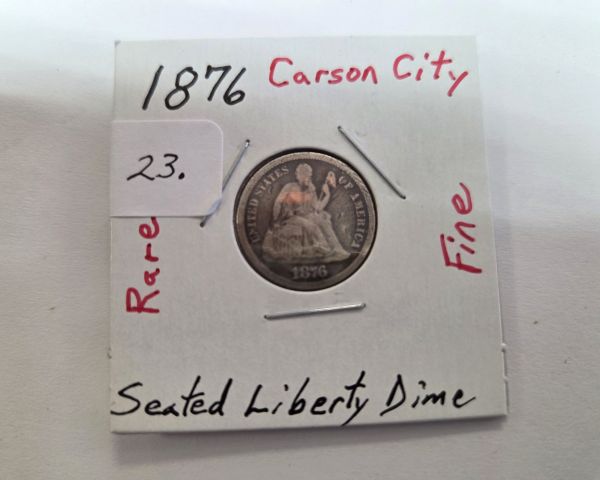 1876 Carson City
23.
Rare
Fine
UNITED STATES OF AMERICA
1876
Seated Liberty Dime